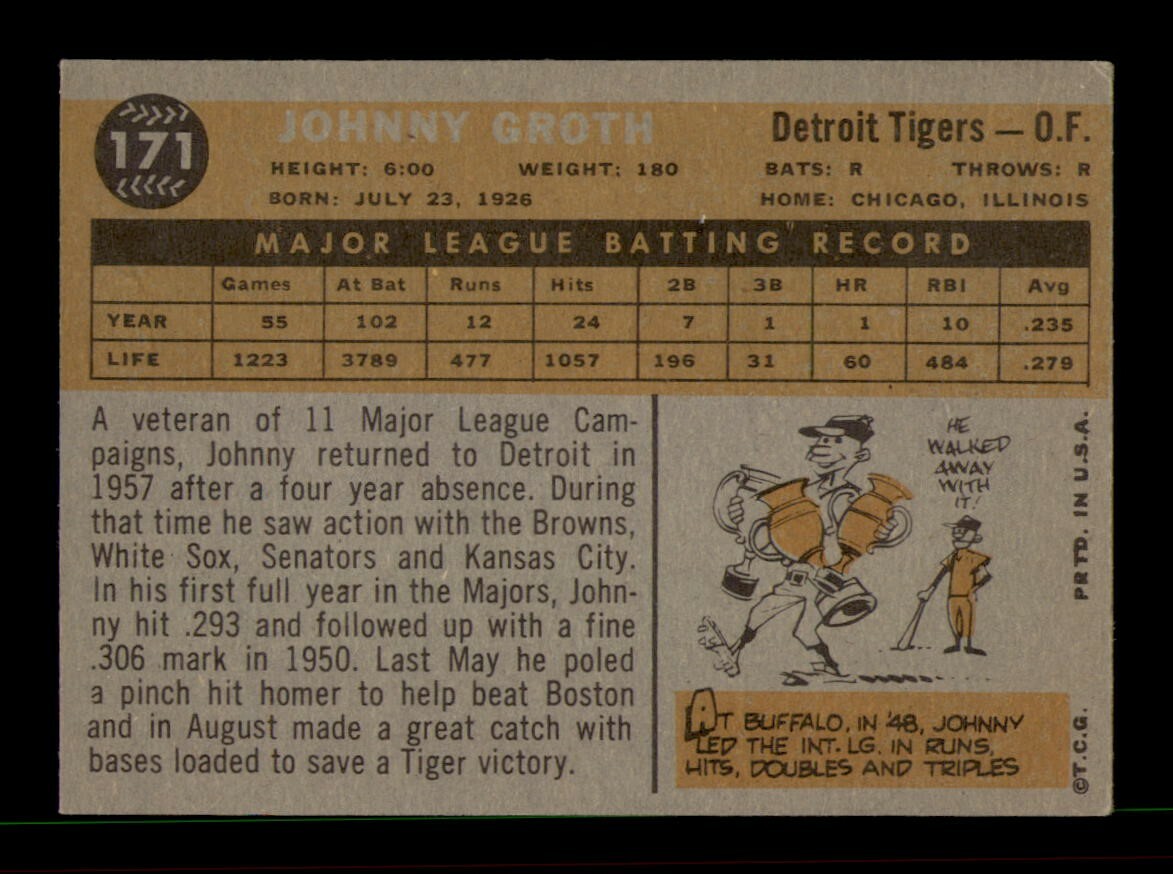 171
JOHNNY GROTH
Detroit Tigers — O.F.
HEIGHT: 6:00 WEIGHT: 180 BATS: R THROWS: R
BORN: JULY 23, 1926 HOME: CHICAGO, ILLINOIS
MAJOR LEAGUE BATTING RECORD
Games At Bat Runs Hits 2B 3B HR RBI Avg
YEAR 55 102 12 24 7 1 1 10 .235
LIFE 1223 3789 477 1057 196 31 60 484 .279
A veteran of 11 Major League Cam-
paigns, Johnny returned to Detroit in
1957 after a four year absence. During
that time he saw action with the Browns,
White Sox, Senators and Kansas City.
In his first full year in the Majors, John-
ny hit .293 and followed up with a fine
.306 mark in 1950. Last May he poled
a pinch hit homer to help beat Boston
and in August made a great catch with
bases loaded to save a Tiger victory.
HE
WALKED
AWAY
WITH
IT!
AT BUFFALO, IN '48, JOHNNY
LED THE INT. LG. IN RUNS,
HITS, DOUBLES AND TRIPLES
©T.C.G. PRTD. IN U.S.A.